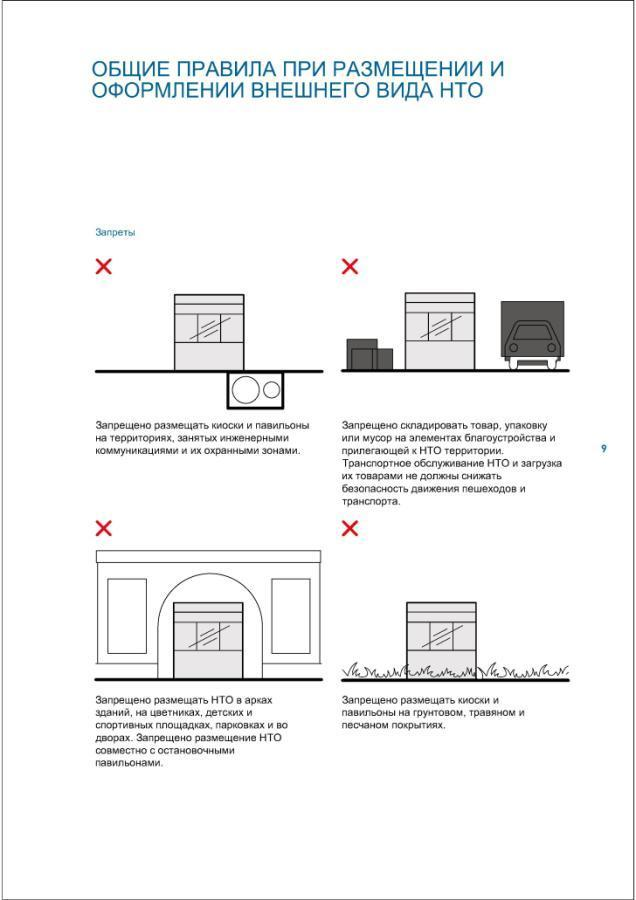 ОБЩИЕ ПРАВИЛА ПРИ РАЗМЕЩЕНИИ И
ОФОРМЛЕНИИ ВНЕШНЕГО ВИДА НТО
Запреты
Запрещено размещать киоски и павильоны
на территориях, занятых инженерными
коммуникациями и их охранными зонами.
Запрещено складировать товар, упаковку
или мусор на элементах благоустройства и
прилегающей к НТО территории.
Транспортное обслуживание НТО и загрузка
их товарами не должны снижать
безопасность движения пешеходов и
транспорта.
9
Запрещено размещать НТО в арках
зданий, на цветниках, детских и
спортивных площадках, парковках и во
дворах. Запрещено размещение НТО
совместно с остановочными
павильонами.
Запрещено размещать киоски и
павильоны на грунтовом, травяном и
песчаном покрытиях.